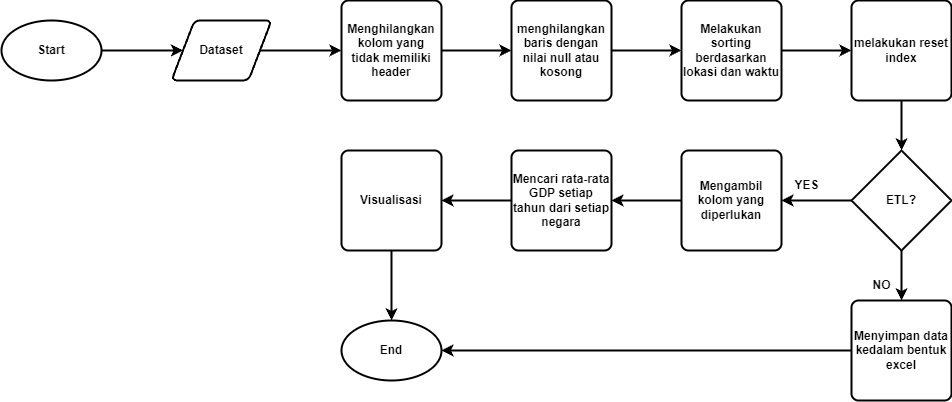 Start
Dataset
Menghilangkan
kolom yang
tidak memiliki
header
menghilangkan
baris dengan
nilai null atau
kosong
Melakukan
sorting
berdasarkan
lokasi dan waktu
melakukan reset
index
ETL?
YES
Mengambil
kolom yang
diperlukan
Mencari rata-rata
GDP setiap
tahun dari setiap
negara
Visualisasi
NO
Menyimpan data
kedalam bentuk
excel
End